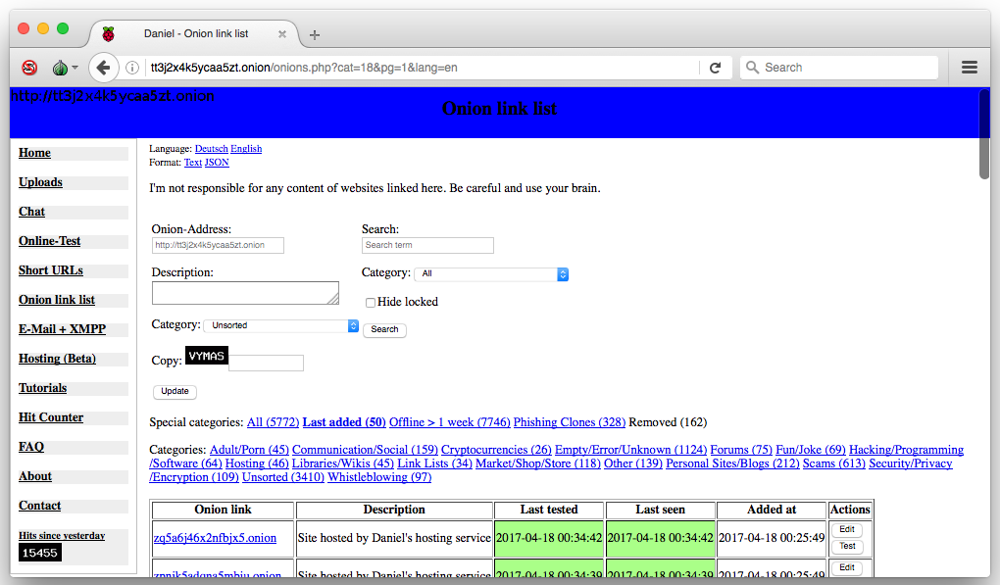 Daniel - Onion link list
tt3j2x4k5ycaa5zt.onion/onions.php?cat=18&pg=1&lang=en
Search
http://tt3j2x4k5ycaa5zt.onion
Onion link list
Home
Uploads
Chat
Online-Test
Short URLs
Onion link list
E-Mail + XMPP
Hosting (Beta)
Tutorials
Hit Counter
FAQ
About
Contact
Hits since yesterday
15455
Language: Deutsch English
Format: Text JSON
I'm not responsible for any content of websites linked here. Be careful and use your brain.
Onion-Address:
http://tt3j2x4k5ycaa5zt.onion
Description:
Category: Unsorted
Copy: VYMAS
Update
Search:
Search term
Category: All
Hide locked
Search
Special categories: All (5772) Last added (50) Offline > 1 week (7746) Phishing Clones (328) Removed (162)
Categories: Adult/Porn (45) Communication/Social (159) Cryptocurrencies (26) Empty/Error/Unknown (1124) Forums (75) Fun/Joke (69) Hacking/Programming
/Software (64) Hosting (46) Libraries/Wikis (45) Link Lists (34) Market/Shop/Store (118) Other (139) Personal Sites/Blogs (212) Scams (613) Security/Privacy
/Encryption (109) Unsorted (3410) Whistleblowing (97)
Onion link Description Last tested Last seen Added at Actions
zq5a6j46x2nfbjx5.onion Site hosted by Daniel's hosting service 2017-04-18 00:34:42 2017-04-18 00:34:42 2017-04-18 00:25:49 Edit
Test
Site hosted by Daniel's hosting service 2017-04-18 00:34:39 2017-04-18 00:34:39 2017-04-18 00:25:49 Edit